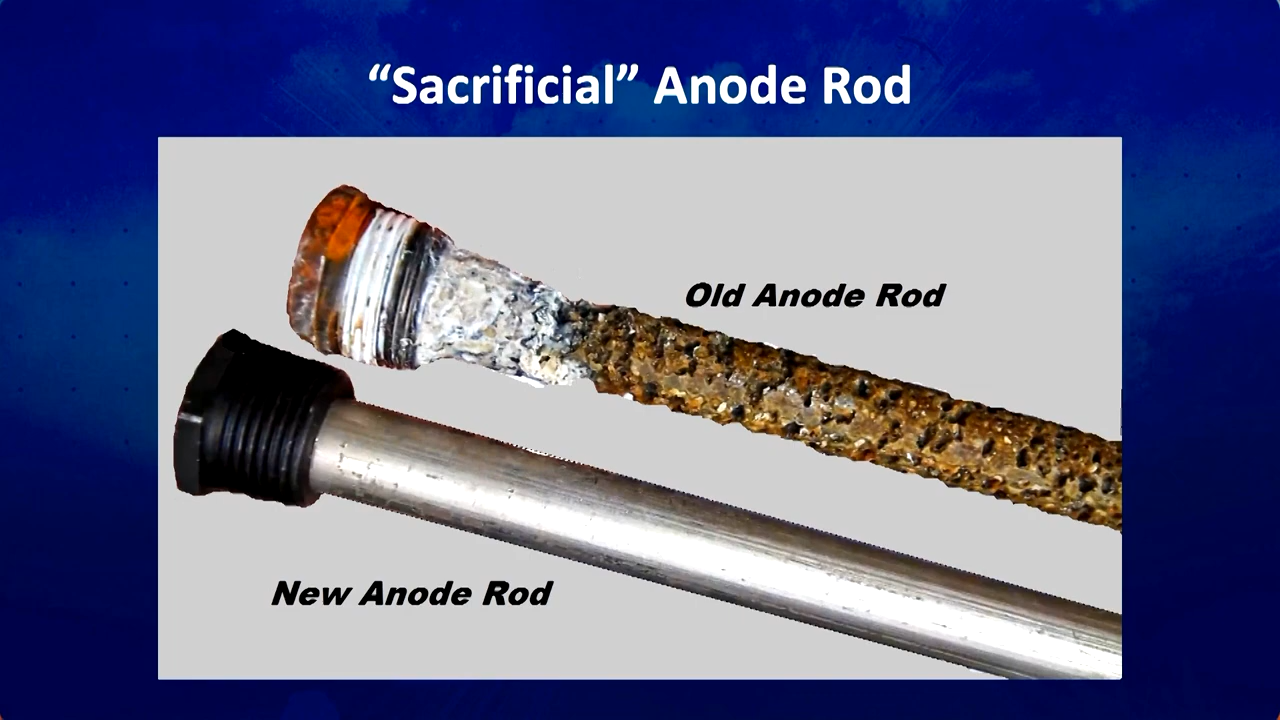 “Sacrificial” Anode Rod
Old Anode Rod
New Anode Rod